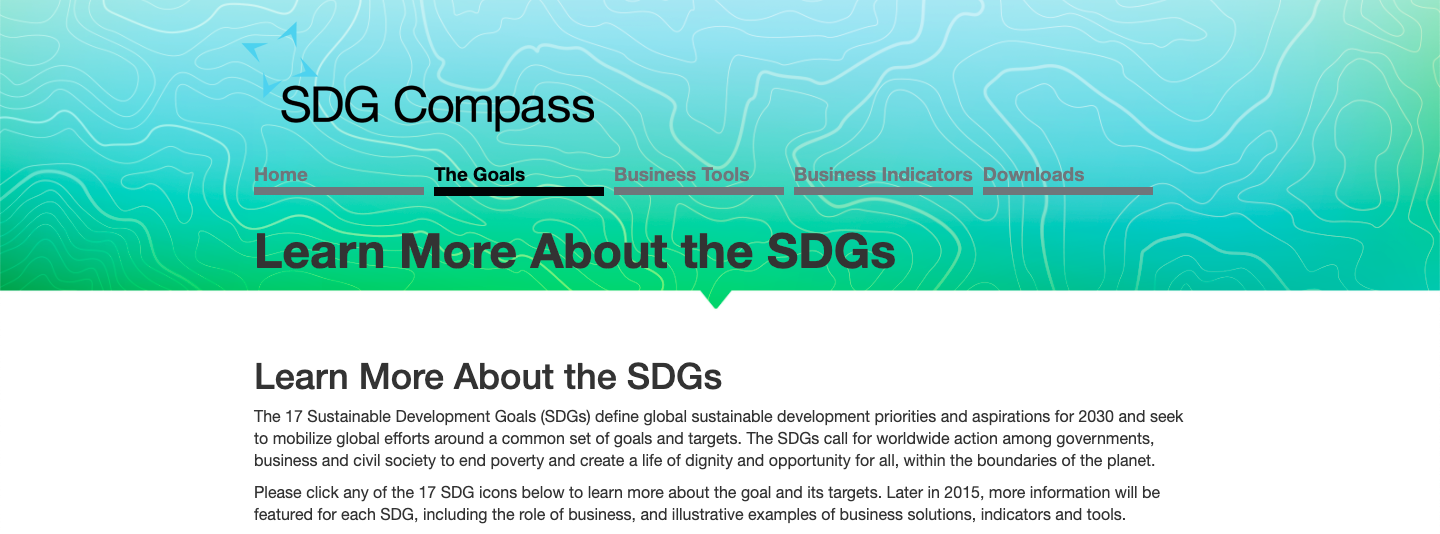 SDG Compass
Home The Goals Business Tools Business Indicators Downloads
Learn More About the SDGs
Learn More About the SDGs
The 17 Sustainable Development Goals (SDGs) define global sustainable development priorities and aspirations for 2030 and seek
to mobilize global efforts around a common set of goals and targets. The SDGs call for worldwide action among governments,
business and civil society to end poverty and create a life of dignity and opportunity for all, within the boundaries of the planet.
Please click any of the 17 SDG icons below to learn more about the goal and its targets. Later in 2015, more information will be
featured for each SDG, including the role of business, and illustrative examples of business solutions, indicators and tools.